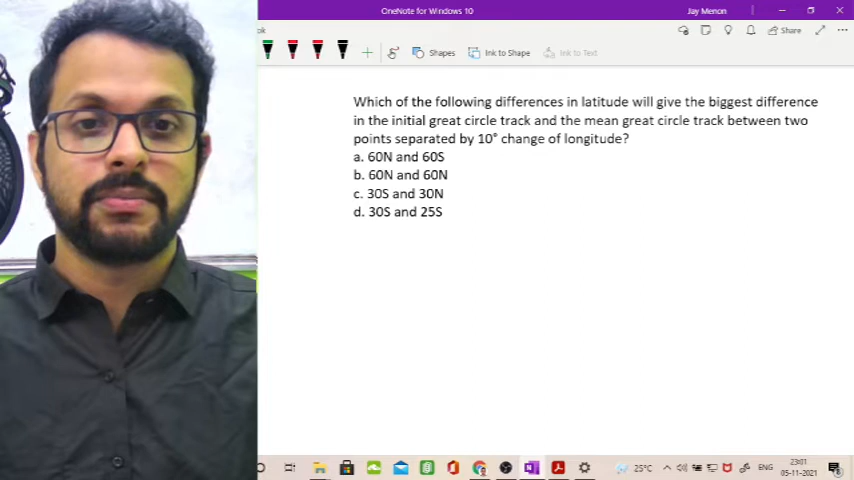 OneNote for Windows 10
Jay Menon
Share
Shapes
Ink to Shape
Ink to Text
Which of the following differences in latitude will give the biggest difference
in the initial great circle track and the mean great circle track between two
points separated by 10° change of longitude?
a. 60N and 60S
b. 60N and 60N
c. 30S and 30N
d. 30S and 25S
25°C
ENG
23:01
05-11-2021